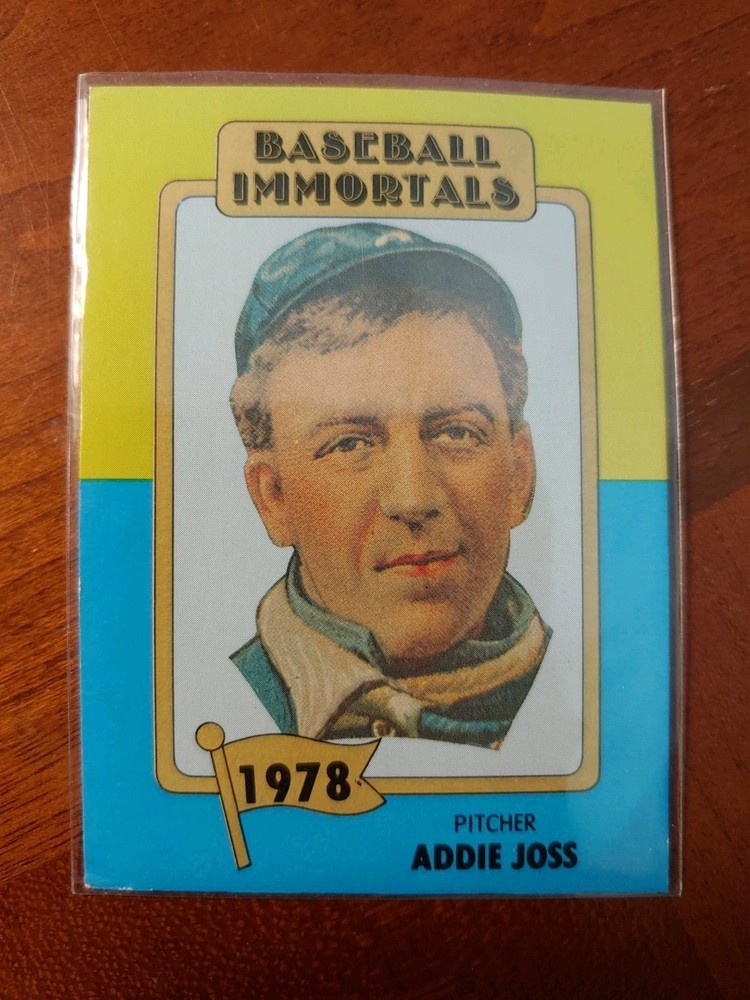 BASEBALL
IMMORTALS
1978
PITCHER
ADDIE JOSS